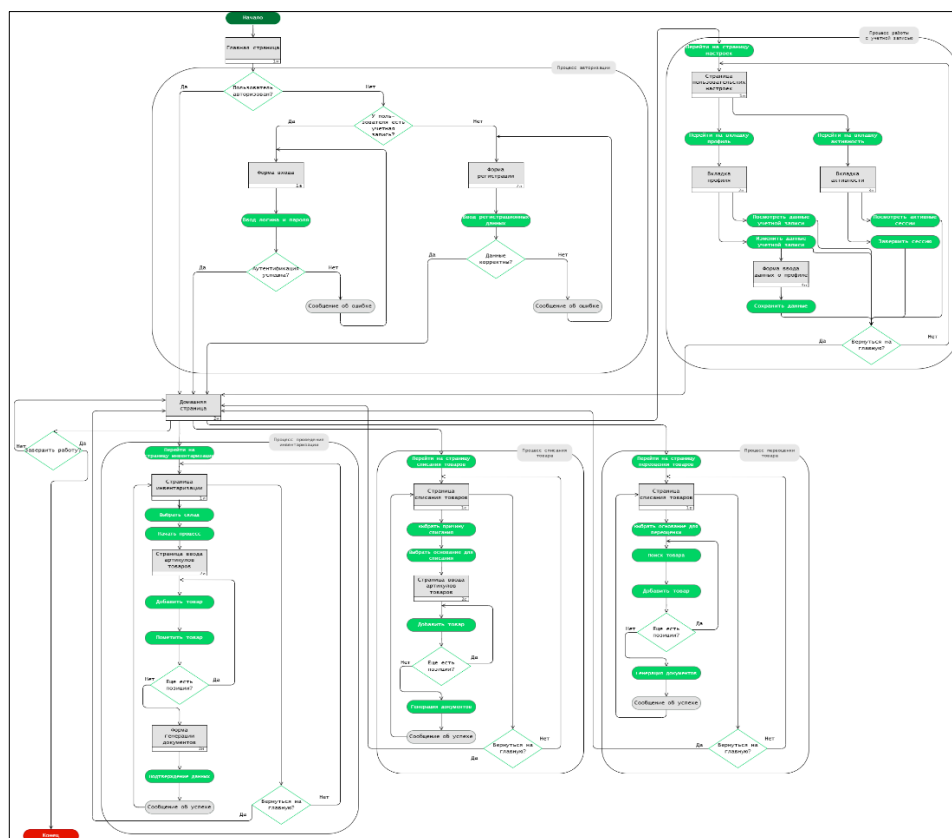 Начало
Главная страница
Процесс авторизации
Пользователь
авторизован?
Да
Нет
У поль-
зователя есть
учетная
запись?
Да
Нет
Форма входа
Форма
регистрации
Ввод логина и пароля
Ввод регистрационных
данных
Аутентификация
успешна?
Да
Нет
Данные
корректны?
Да
Нет
Сообщение об ошибке
Сообщение об ошибке
Процесс работы
с учетной записью
Перейти на страницу
настроек
Страница
пользовательских
настроек
Перейти на вкладку
профиль
Перейти на вкладку
активность
Вкладка
профиля
Вкладка
активности
Посмотреть данные
учетной записи
Посмотреть активные
сессии
Изменить данные
учетной записи
Завершить сессию
Форма ввода
данных о профиле
Сохранить данные
Вернуться на
главную?
Да
Нет
Домашняя
страница
Завершить работу?
Нет
Да
Конец
Процесс проведения
инвентаризации
Перейти на
страницу инвентаризации
Страница
инвентаризации
Выбрать склад
Начать процесс
Страница ввода
артикулов
товаров
Добавить товар
Пометить товар
Еще есть
позиции?
Нет
Да
Форма
генерации
документов
Подтверждение данных
Сообщение об успехе
Вернуться на
главную?
Да
Нет
Процесс списания
товара
Перейти на страницу
списания товаров
Страница
списания товаров
Выбрать причину
списания
Выбрать основание для
списания
Страница ввода
артикулов
товаров
Добавить товар
Еще есть
позиции?
Нет
Да
Генерация документов
Сообщение об успехе
Вернуться на
главную?
Да
Нет
Процесс переоценки
товара
Перейти на страницу
переоценки товаров
Страница
списания товаров
Выбрать основание для
переоценки
Поиск товара
Добавить товар
Еще есть
позиции?
Нет
Да
Генерация документов
Сообщение об успехе
Вернуться на
главную?
Да
Нет